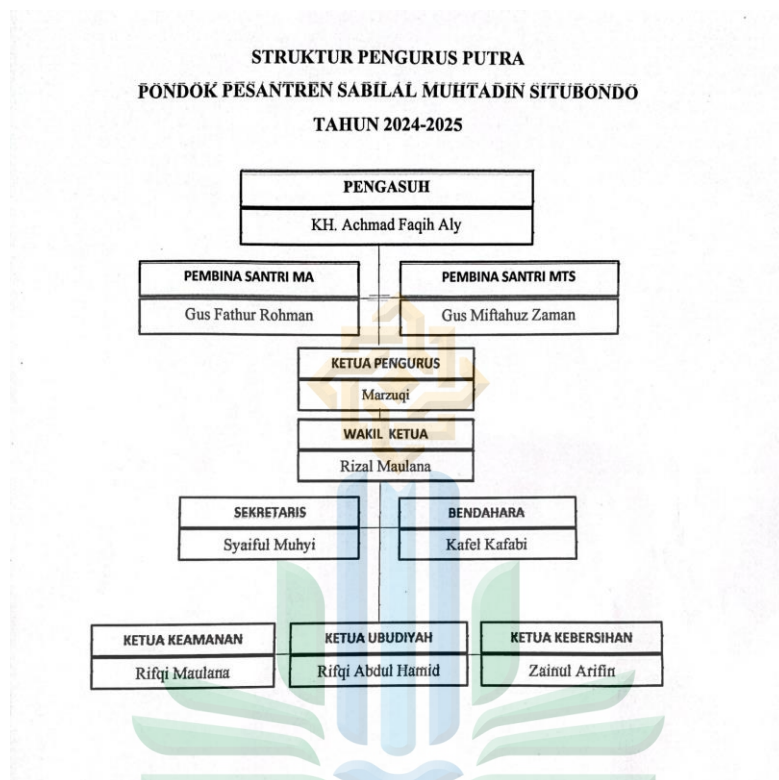 STRUKTUR PENGURUS PUTRA
PONDOK PESANTREN SABILAL MUHTADIN SITUBONDO
TAHUN 2024-2025
PENGASUH
KH. Achmad Faqih Aly
PEMBINA SANTRI MA
Gus Fathur Rohman
PEMBINA SANTRI MTS
Gus Miftahuz Zaman
KETUA PENGURUS
Marzuqi
WAKIL KETUA
Rizal Maulana
SEKRETARIS
Syaiful Muhyi
BENDAHARA
Kafel Kafabi
KETUA KEAMANAN
Rifqi Maulana
KETUA UBUDIYAH
Rifqi Abdul Hamid
KETUA KEBERSIHAN
Zainul Arifin